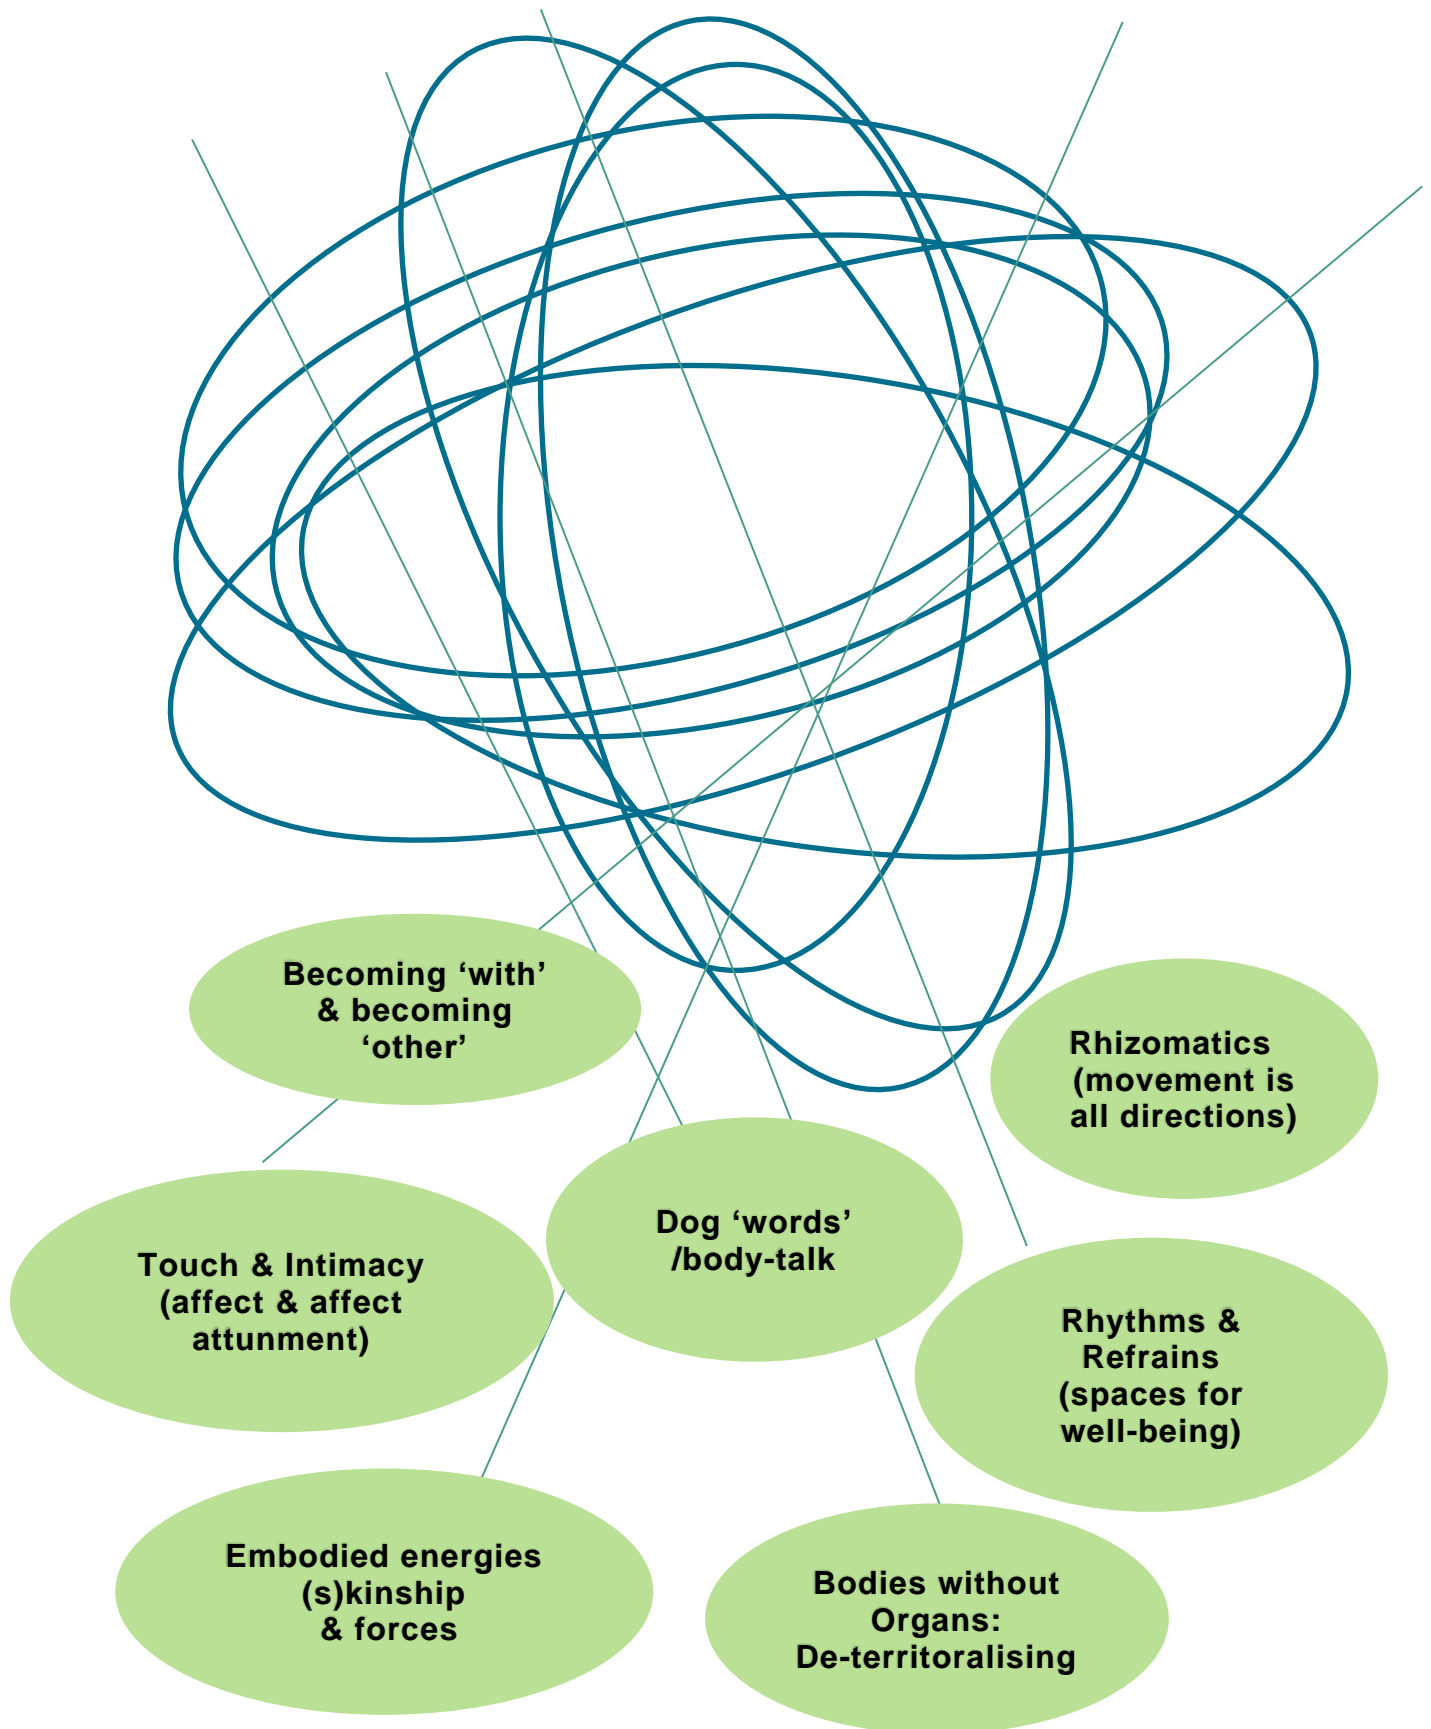 Becoming ‘with’
& becoming
‘other’
Rhizomatics
(movement is
all directions)
Dog ‘words’
/body-talk
Touch & Intimacy
(affect & affect
attunment)
Rhythms &
Refrains
(spaces for
well-being)
Embodied energies
(s)kinship
& forces
Bodies without
Organs:
De-territoralising